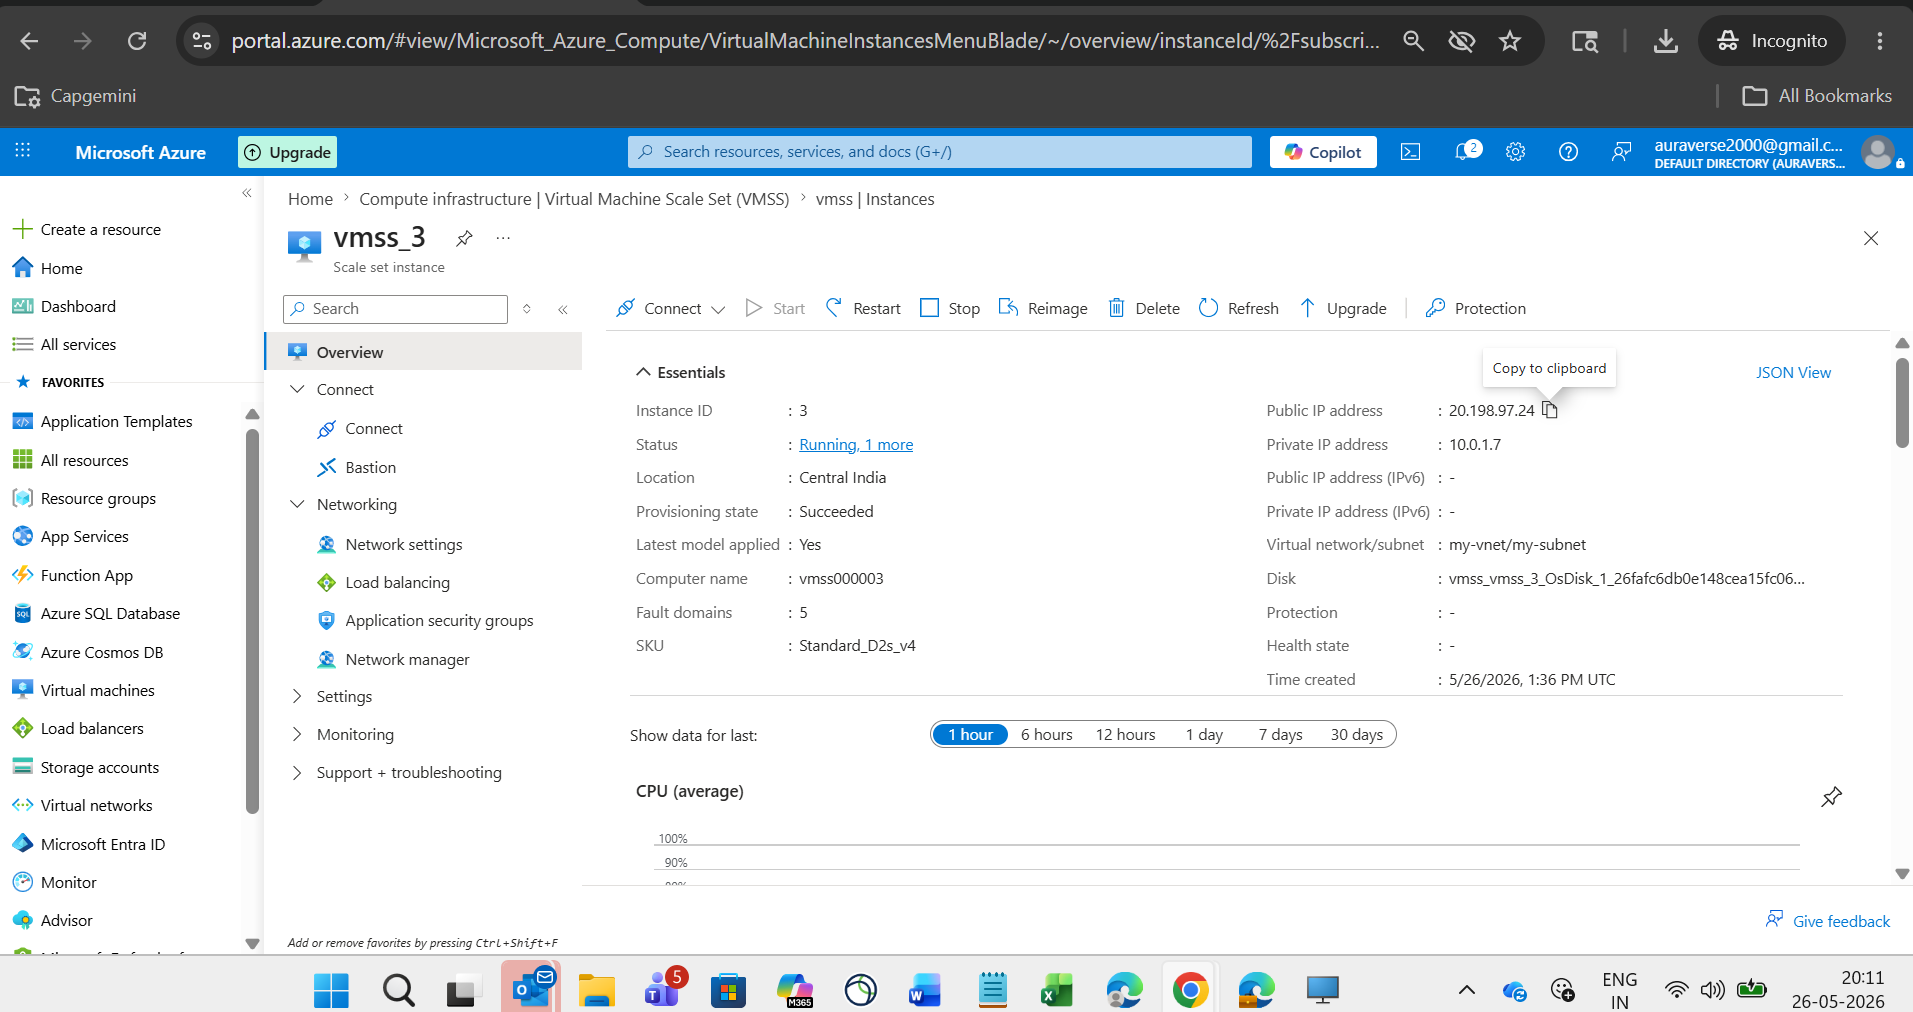 portal.azure.com/#view/Microsoft_Azure_Compute/VirtualMachineInstancesMenuBlade/~/overview/instanceId/%2Fsubscri...
Incognito
Capgemini
All Bookmarks
Microsoft Azure
Upgrade
Search resources, services, and docs (G+/)
Copilot
2
auraverse2000@gmail.c...
DEFAULT DIRECTORY (AURAVERS...
Create a resource
Home
Dashboard
All services
FAVORITES
Application Templates
All resources
Resource groups
App Services
Function App
Azure SQL Database
Azure Cosmos DB
Virtual machines
Load balancers
Storage accounts
Virtual networks
Microsoft Entra ID
Monitor
Advisor
Home > Compute infrastructure | Virtual Machine Scale Set (VMSS) > vmss | Instances
vmss_3
...
Scale set instance
Search
Overview
Connect
Connect
Bastion
Networking
Network settings
Load balancing
Application security groups
Network manager
Settings
Monitoring
Support + troubleshooting
Add or remove favorites by pressing Ctrl+Shift+F
Connect
Start
Restart
Stop
Reimage
Delete
Refresh
Upgrade
Protection
Essentials
Copy to clipboard
JSON View
Instance ID : 3
Status : Running, 1 more
Location : Central India
Provisioning state : Succeeded
Latest model applied : Yes
Computer name : vmss000003
Fault domains : 5
SKU : Standard_D2s_v4
Public IP address : 20.198.97.24
Private IP address : 10.0.1.7
Public IP address (IPv6) : -
Private IP address (IPv6) : -
Virtual network/subnet : my-vnet/my-subnet
Disk : vmss_vmss_3_OsDisk_1_26fafc6db0e148cea15fc06...
Protection : -
Health state : -
Time created : 5/26/2026, 1:36 PM UTC
Show data for last:
1 hour
6 hours
12 hours
1 day
7 days
30 days
CPU (average)
100%
90%
Give feedback
5
M365
ENG
IN
20:11
26-05-2026